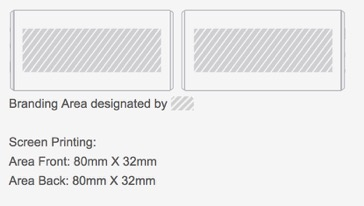 Branding Area designated by
Screen Printing:
Area Front: 80mm X 32mm
Area Back: 80mm X 32mm